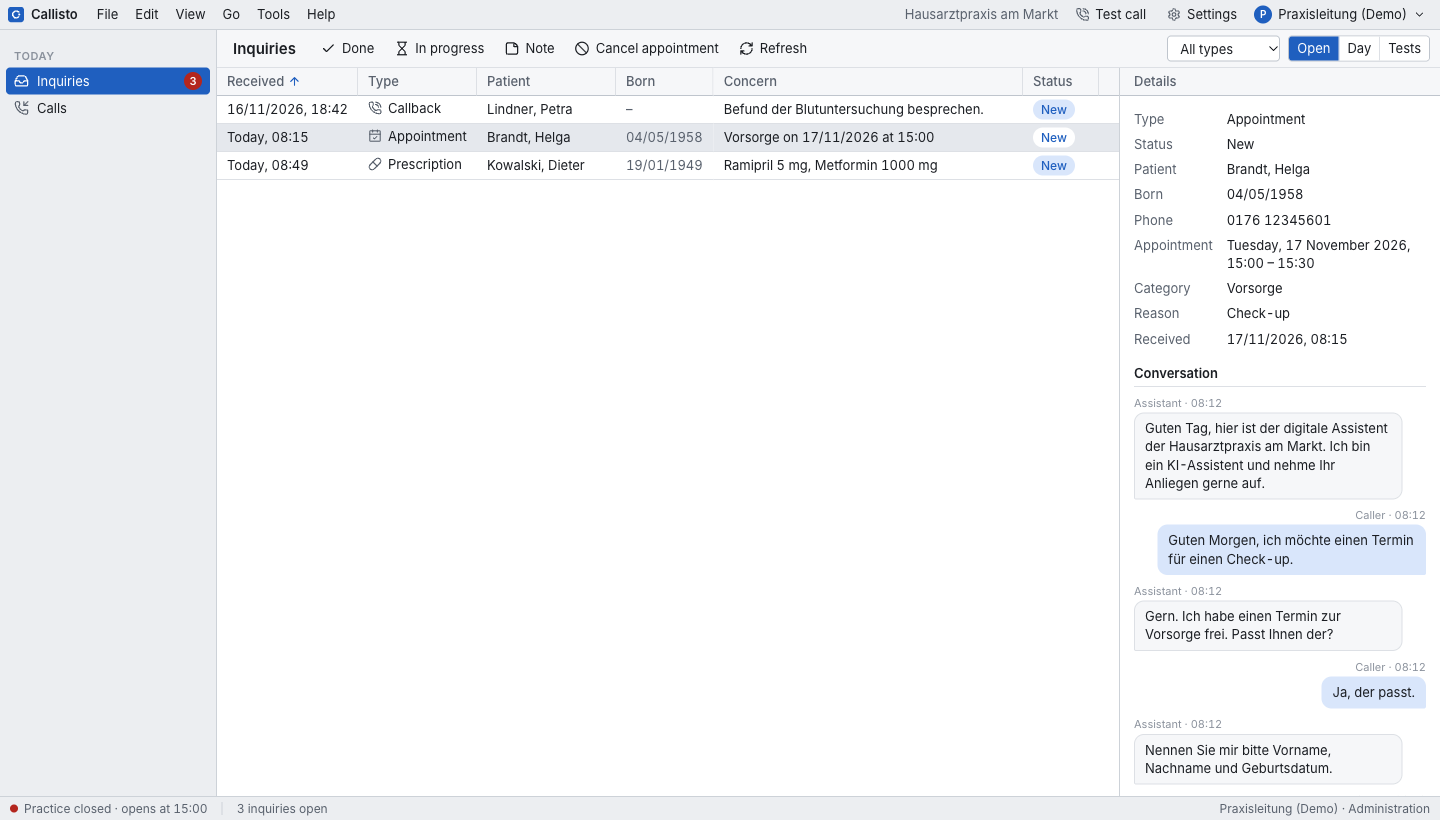 Callisto File Edit View Go Tools Help Hausarztpraxis am Markt Test call Settings P Praxisleitung (Demo)
TODAY
Inquiries 3
Calls
Inquiries Done In progress Note Cancel appointment Refresh All types Open Day Tests
Received Type Patient Born Concern Status
16/11/2026, 18:42 Callback Lindner, Petra – Befund der Blutuntersuchung besprechen. New
Today, 08:15 Appointment Brandt, Helga 04/05/1958 Vorsorge on 17/11/2026 at 15:00 New
Today, 08:49 Prescription Kowalski, Dieter 19/01/1949 Ramipril 5 mg, Metformin 1000 mg New
Details
Type Appointment
Status New
Patient Brandt, Helga
Born 04/05/1958
Phone 0176 12345601
Appointment Tuesday, 17 November 2026,
15:00 – 15:30
Category Vorsorge
Reason Check-up
Received 17/11/2026, 08:15
Conversation
Assistant · 08:12
Guten Tag, hier ist der digitale Assistent
der Hausarztpraxis am Markt. Ich bin
ein KI-Assistent und nehme Ihr
Anliegen gerne auf.
Caller · 08:12
Guten Morgen, ich möchte einen Termin
für einen Check-up.
Assistant · 08:12
Gern. Ich habe einen Termin zur
Vorsorge frei. Passt Ihnen der?
Caller · 08:12
Ja, der passt.
Assistant · 08:12
Nennen Sie mir bitte Vorname,
Nachname und Geburtsdatum.
Practice closed · opens at 15:00 3 inquiries open Praxisleitung (Demo) · Administration